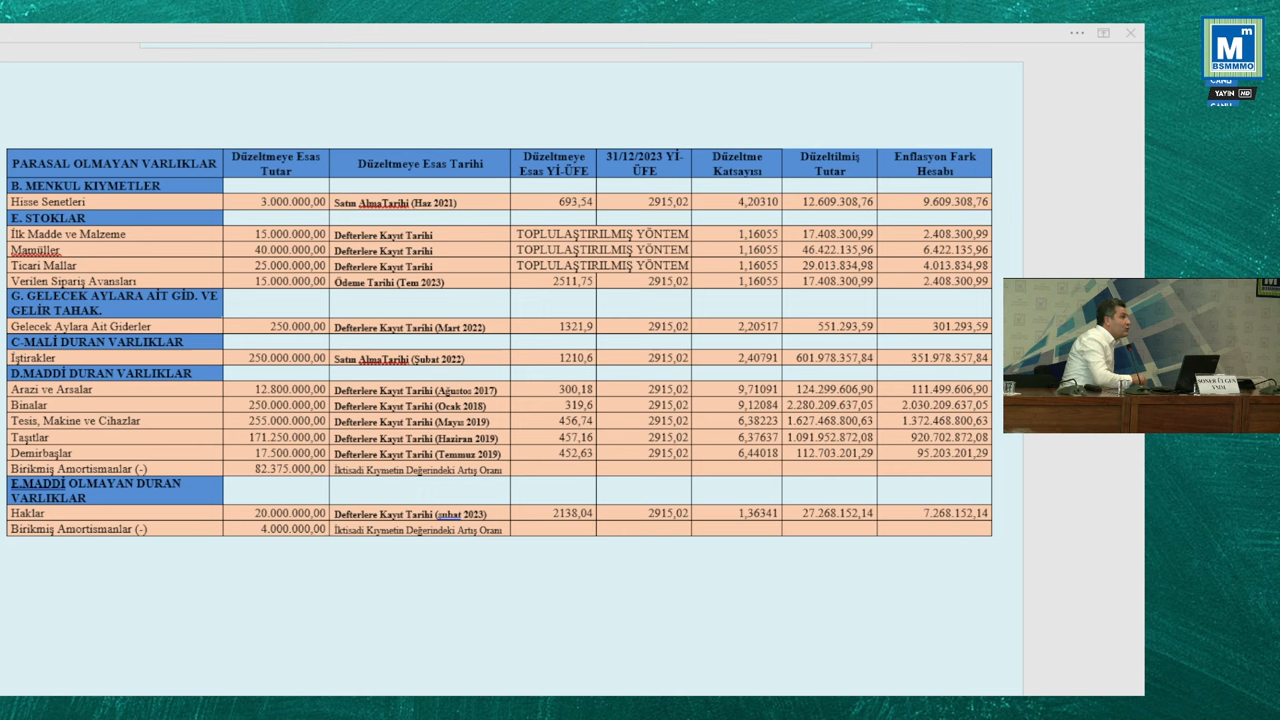 M m
BSMMMO
CANLI
YAYIN HD
CANLI
PARASAL OLMAYAN VARLIKLAR Düzeltmeye Esas Tutar Düzeltmeye Esas Tarihi Düzeltmeye Esas Yİ-ÜFE 31/12/2023 Yİ-ÜFE Düzeltme Katsayısı Düzeltilmiş Tutar Enflasyon Fark Hesabı
B. MENKUL KIYMETLER
Hisse Senetleri 3.000.000,00 Satın AlmaTarihi (Haz 2021) 693,54 2915,02 4,20310 12.609.308,76 9.609.308,76
E. STOKLAR
İlk Madde ve Malzeme 15.000.000,00 Defterlere Kayıt Tarihi TOPLULAŞTIRILMIŞ YÖNTEM 1,16055 17.408.300,99 2.408.300,99
Mamüller 40.000.000,00 Defterlere Kayıt Tarihi TOPLULAŞTIRILMIŞ YÖNTEM 1,16055 46.422.135,96 6.422.135,96
Ticari Mallar 25.000.000,00 Defterlere Kayıt Tarihi TOPLULAŞTIRILMIŞ YÖNTEM 1,16055 29.013.834,98 4.013.834,98
Verilen Sipariş Avansları 15.000.000,00 Ödeme Tarihi (Tem 2023) 2511,75 2915,02 1,16055 17.408.300,99 2.408.300,99
G. GELECEK AYLARA AİT GİD. VE
GELİR TAHAK.
Gelecek Aylara Ait Giderler 250.000,00 Defterlere Kayıt Tarihi (Mart 2022) 1321,9 2915,02 2,20517 551.293,59 301.293,59
C-MALİ DURAN VARLIKLAR
İştirakler 250.000.000,00 Satın AlmaTarihi (Şubat 2022) 1210,6 2915,02 2,40791 601.978.357,84 351.978.357,84
D.MADDİ DURAN VARLIKLAR
Arazi ve Arsalar 12.800.000,00 Defterlere Kayıt Tarihi (Ağustos 2017) 300,18 2915,02 9,71091 124.299.606,90 111.499.606,90
Binalar 250.000.000,00 Defterlere Kayıt Tarihi (Ocak 2018) 319,6 2915,02 9,12084 2.280.209.637,05 2.030.209.637,05
Tesis, Makine ve Cihazlar 255.000.000,00 Defterlere Kayıt Tarihi (Mayıs 2019) 456,74 2915,02 6,38223 1.627.468.800,63 1.372.468.800,63
Taşıtlar 171.250.000,00 Defterlere Kayıt Tarihi (Haziran 2019) 457,16 2915,02 6,37637 1.091.952.872,08 920.702.872,08
Demirbaşlar 17.500.000,00 Defterlere Kayıt Tarihi (Temmuz 2019) 452,63 2915,02 6,44018 112.703.201,29 95.203.201,29
Birikmiş Amortismanlar (-) 82.375.000,00 İktisadi Kıymetin Değerindeki Artış Oranı
E.MADDİ OLMAYAN DURAN
VARLIKLAR
Haklar 20.000.000,00 Defterlere Kayıt Tarihi (şubat 2023) 2138,04 2915,02 1,36341 27.268.152,14 7.268.152,14
Birikmiş Amortismanlar (-) 4.000.000,00 İktisadi Kıymetin Değerindeki Artış Oranı
SONER ÜLGEN
YMM